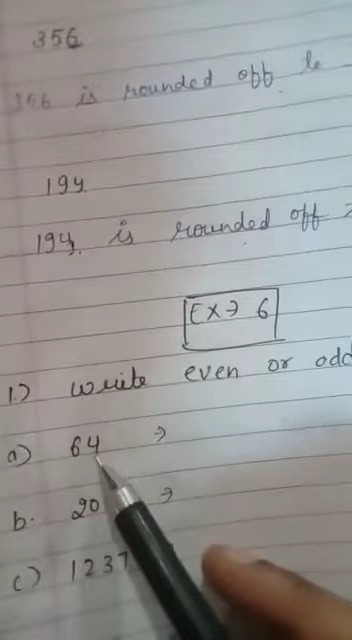 356
356 is rounded off to
194.
194. is rounded off
Ex → 6
1.) write even or odd
a) 64 →
b. 20 →
c) 1237